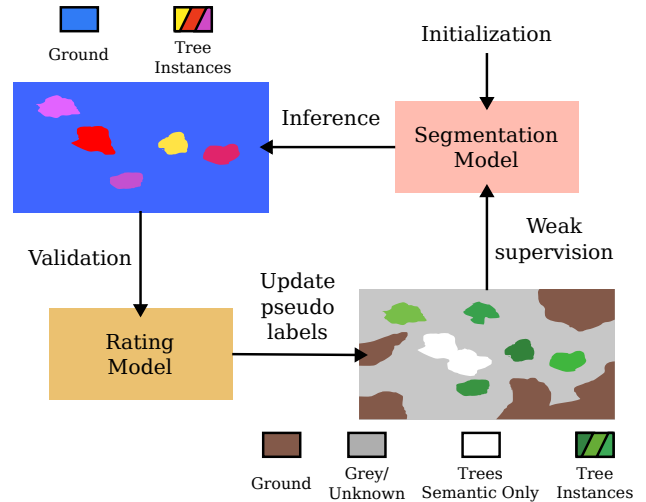 Ground
Tree
Instances
Initialization
Inference
Segmentation
Model
Validation
Weak
supervision
Update
pseudo
labels
Rating
Model
Ground
Grey/
Unknown
Trees
Semantic Only
Tree
Instances